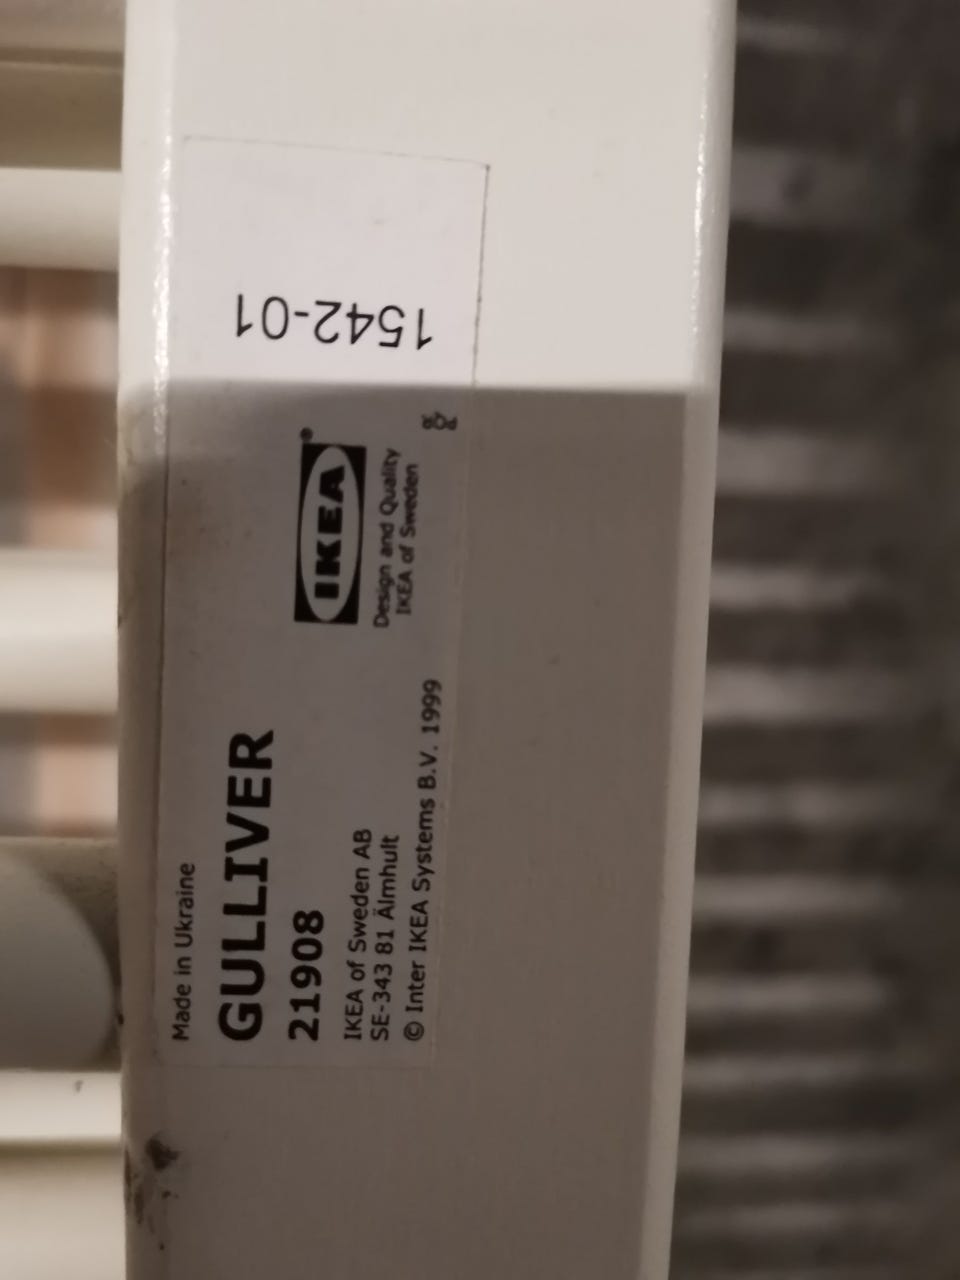 Made in Ukraine
GULLIVER
21908
IKEA of Sweden AB
SE-343 81 Älmhult
© Inter IKEA Systems B.V. 1999
IKEA®
Design and Quality
IKEA of Sweden
1542-01